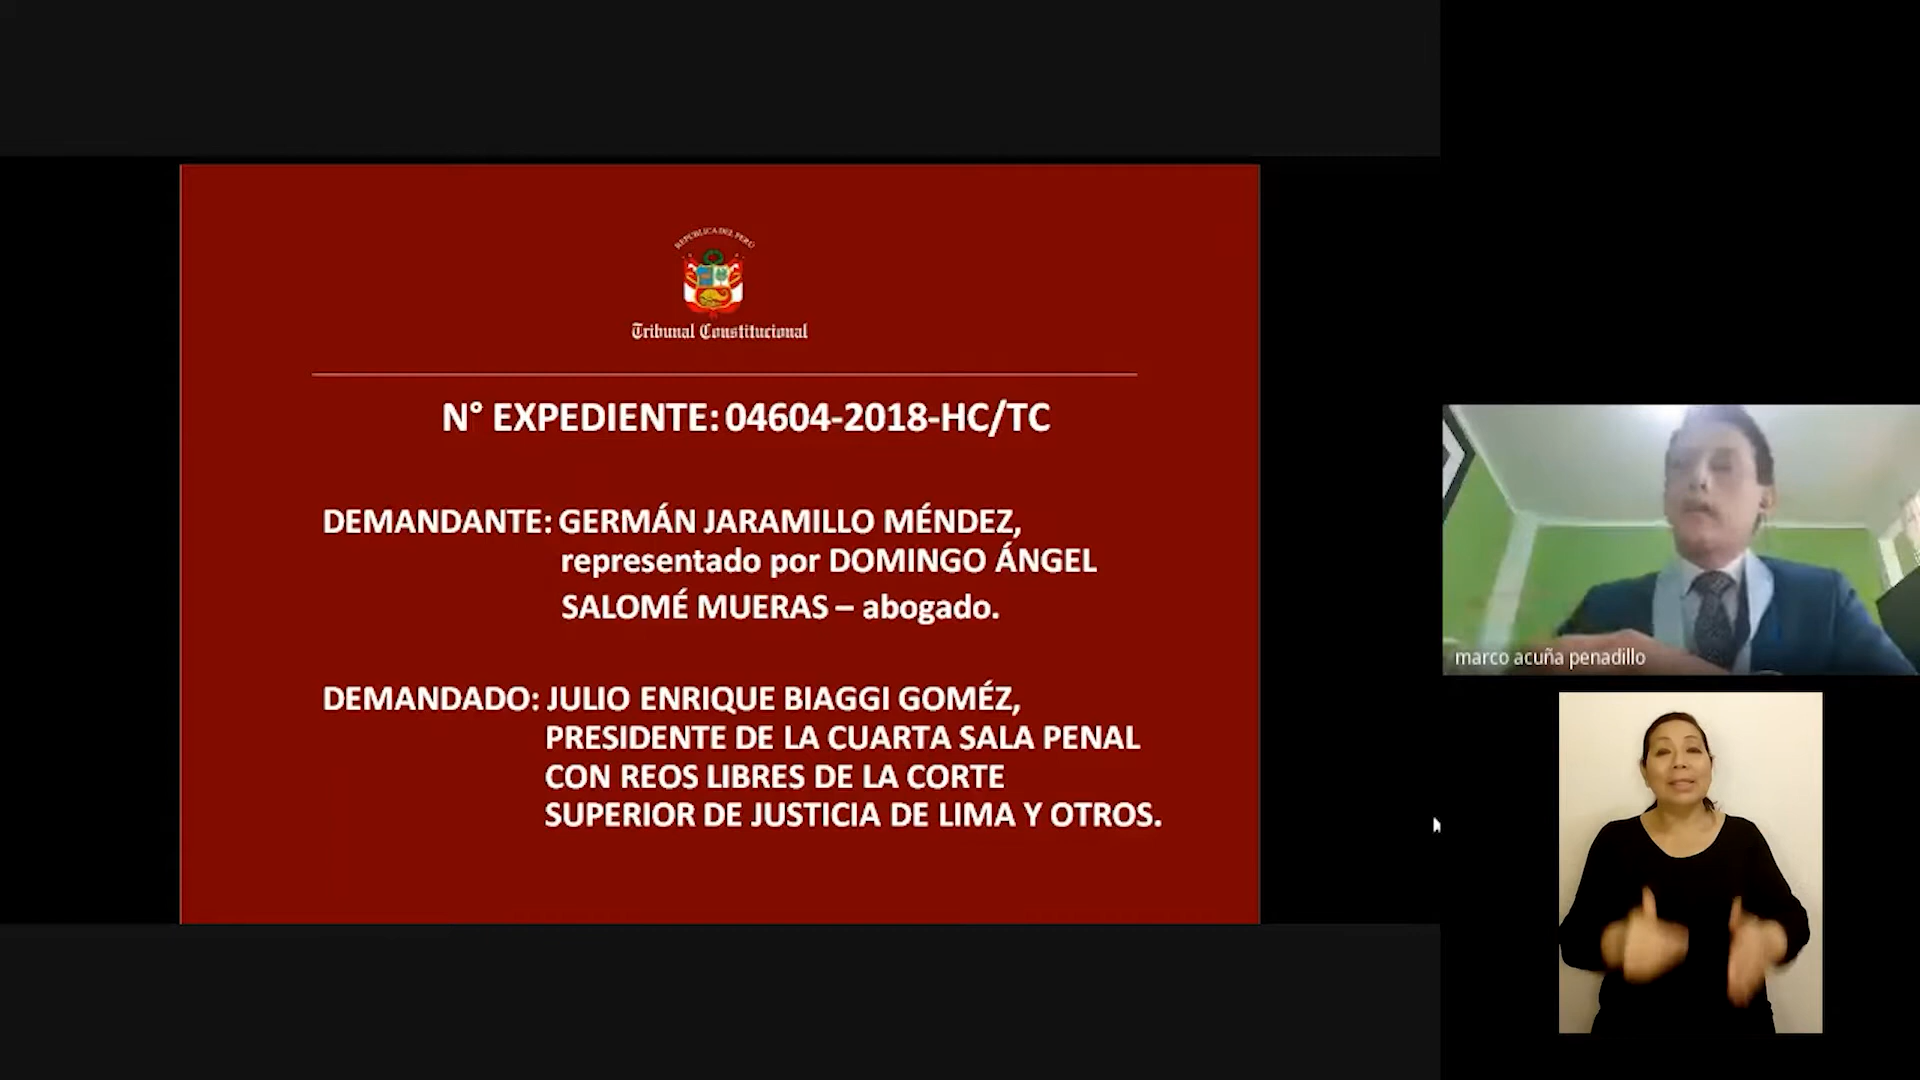 REPÚBLICA DEL PERÚ
Tribunal Constitucional
N° EXPEDIENTE: 04604-2018-HC/TC
DEMANDANTE: GERMÁN JARAMILLO MÉNDEZ,
representado por DOMINGO ÁNGEL
SALOMÉ MUERAS – abogado.
DEMANDADO: JULIO ENRIQUE BIAGGI GOMÉZ,
PRESIDENTE DE LA CUARTA SALA PENAL
CON REOS LIBRES DE LA CORTE
SUPERIOR DE JUSTICIA DE LIMA Y OTROS.
marco acuña penadillo